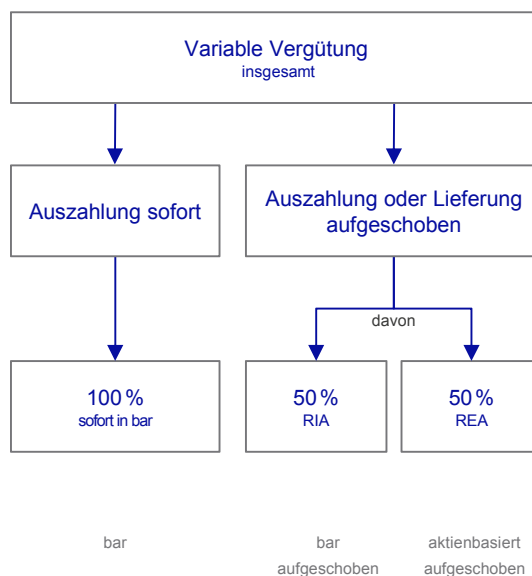 Variable Vergütung
insgesamt
Auszahlung sofort
Auszahlung oder Lieferung
aufgeschoben
davon
100 %
sofort in bar
50 %
RIA
50 %
REA
bar
bar
aufgeschoben
aktienbasiert
aufgeschoben